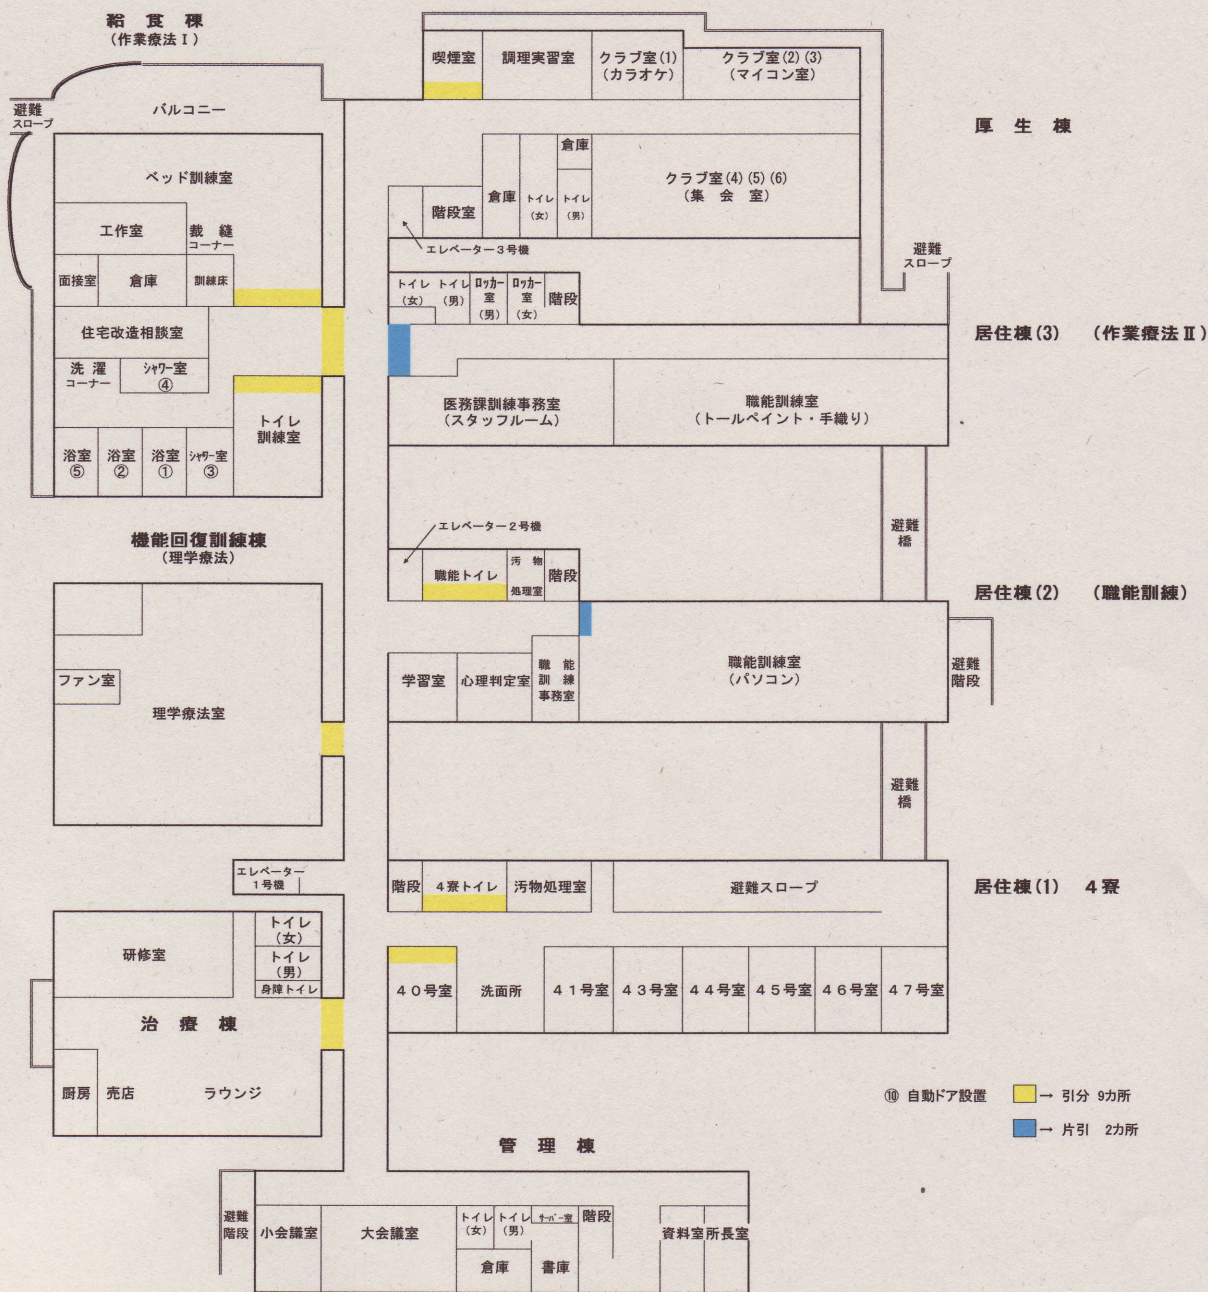 給食棟
(作業療法Ⅰ)
喫煙室
調理実習室
クラブ室(1)
(カラオケ)
クラブ室(2)(3)
(マイコン室)
避難
スロープ
バルコニー
厚生棟
ベッド訓練室
倉庫
トイレ
(女)
倉庫
トイレ
(男)
クラブ室(4)(5)(6)
(集会室)
階段室
エレベーター3号機
工作室
裁縫
コーナー
面接室
倉庫
訓練床
避難
スロープ
トイレ
(女)
トイレ
(男)
ロッカー
室
(男)
ロッカー
室
(女)
階段
住宅改造相談室
居住棟(3) (作業療法Ⅱ)
洗濯
コーナー
シャワー室
④
医務課訓練事務室
(スタッフルーム)
職能訓練室
(トールペイント・手織り)
トイレ
訓練室
浴室
⑤
浴室
②
浴室
①
シャワー室
③
避難
橋
機能回復訓練棟
(理学療法)
エレベーター2号機
職能トイレ
汚物
処理室
階段
居住棟(2) (職能訓練)
ファン室
理学療法室
学習室
心理判定室
職能
訓練
事務室
職能訓練室
(パソコン)
避難
階段
避難
橋
エレベーター
1号機
階段
4寮トイレ
汚物処理室
避難スロープ
居住棟(1) 4寮
研修室
トイレ
(女)
トイレ
(男)
身障トイレ
40号室
洗面所
41号室
43号室
44号室
45号室
46号室
47号室
治療棟
厨房
売店
ラウンジ
⑩ 自動ドア設置
→ 引分 9カ所
→ 片引 2カ所
管理棟
避難
階段
小会議室
大会議室
トイレ
(女)
トイレ
(男)
サーバー室
階段
倉庫
書庫
資料室
所長室